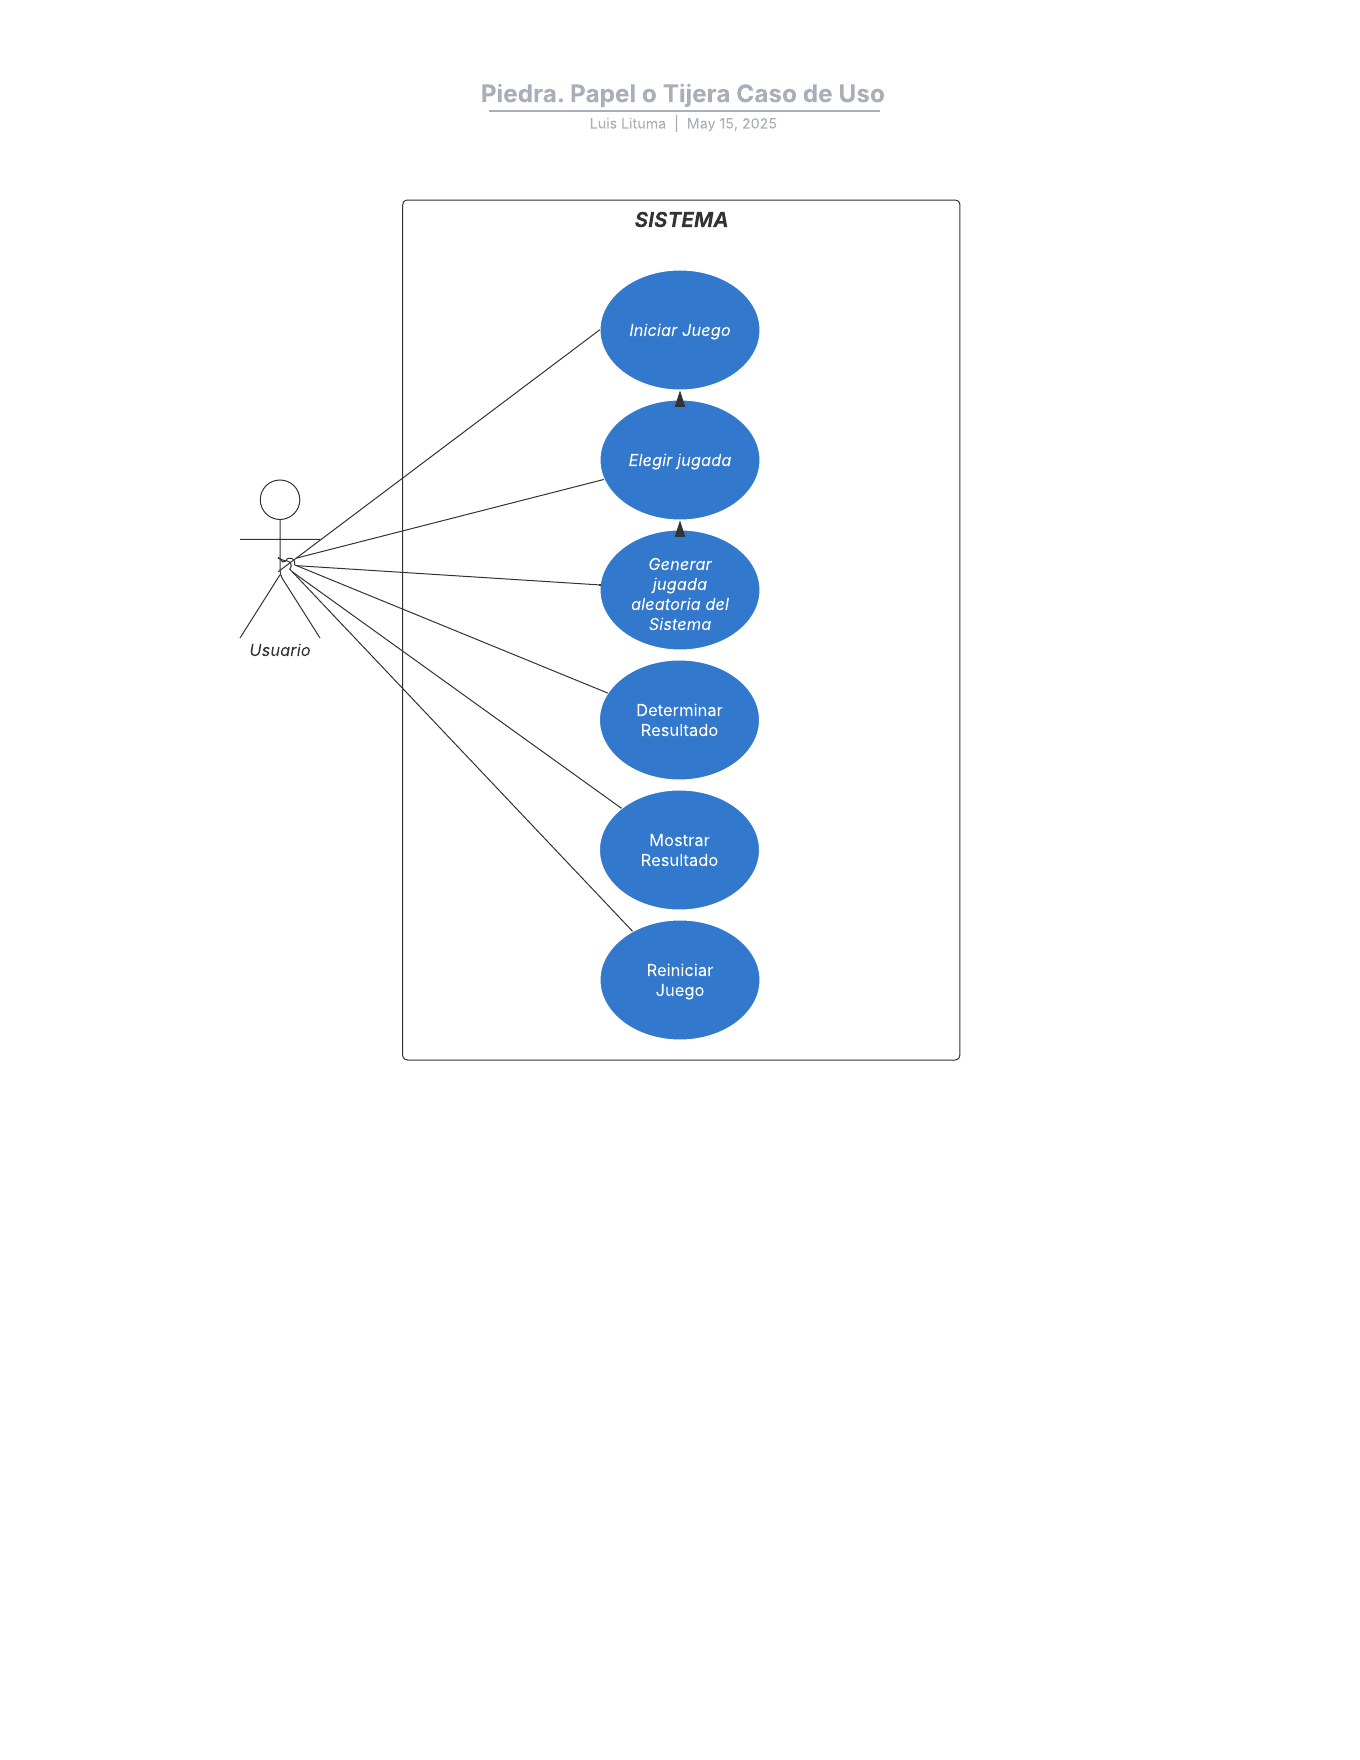 Piedra. Papel o Tijera Caso de Uso
Luis Lituma | May 15, 2025
SISTEMA
Iniciar Juego
Elegir jugada
Generar
jugada
aleatoria del
Sistema
Usuario
Determinar
Resultado
Mostrar
Resultado
Reiniciar
Juego